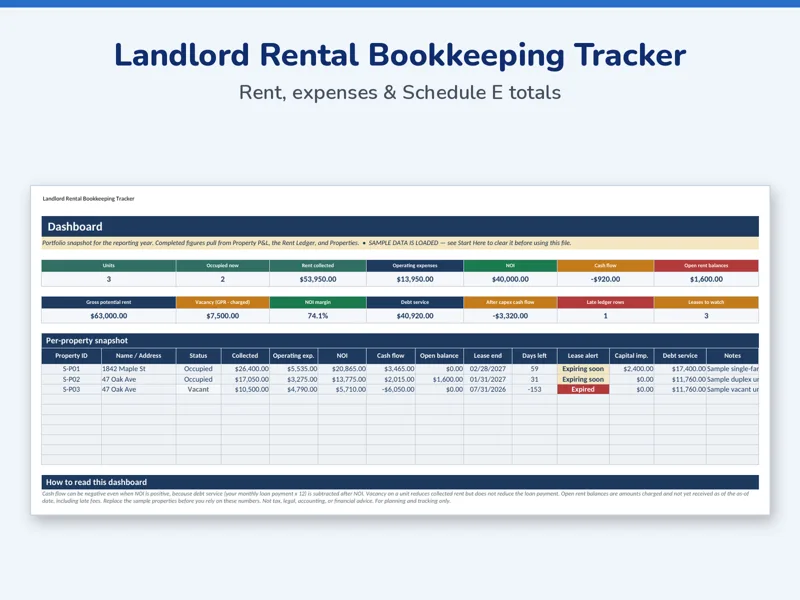 Landlord Rental Bookkeeping Tracker
Rent, expenses & Schedule E totals
Landlord Rental Bookkeeping Tracker
Dashboard
Portfolio snapshot for the reporting year. Completed figures pull from Property P&L, the Rent Ledger, and Properties. • SAMPLE DATA IS LOADED — see Start Here to clear it before using this file.
Units Occupied now Rent collected Operating expenses NOI Cash flow Open rent balances
3 2 $53,950.00 $13,950.00 $40,000.00 -$920.00 $1,600.00
Gross potential rent Vacancy (GPR - charged) NOI margin Debt service After capex cash flow Late ledger rows Leases to watch
$63,000.00 $7,500.00 74.1% $40,920.00 -$3,320.00 1 3
Per-property snapshot
Property ID Name / Address Status Collected Operating exp. NOI Cash flow Open balance Lease end Days left Lease alert Capital imp. Debt service Notes
S-P01 1842 Maple St Occupied $26,400.00 $5,535.00 $20,865.00 $3,465.00 $0.00 02/28/2027 59 Expiring soon $2,400.00 $17,400.00 Sample single-far
S-P02 47 Oak Ave Occupied $17,050.00 $3,275.00 $13,775.00 $2,015.00 $1,600.00 01/31/2027 31 Expiring soon $0.00 $11,760.00 Sample duplex u
S-P03 47 Oak Ave Vacant $10,500.00 $4,790.00 $5,710.00 -$6,050.00 $0.00 07/31/2026 -153 Expired $0.00 $11,760.00 Sample vacant u
How to read this dashboard
Cash flow can be negative even when NOI is positive, because debt service (your monthly loan payment x 12) is subtracted after NOI. Vacancy on a unit reduces collected rent but does not reduce the loan payment. Open rent balances are amounts charged and not yet received as of the as-of
date, including late fees. Replace the sample properties before you rely on these numbers. Not tax, legal, accounting, or financial advice. For planning and tracking only.